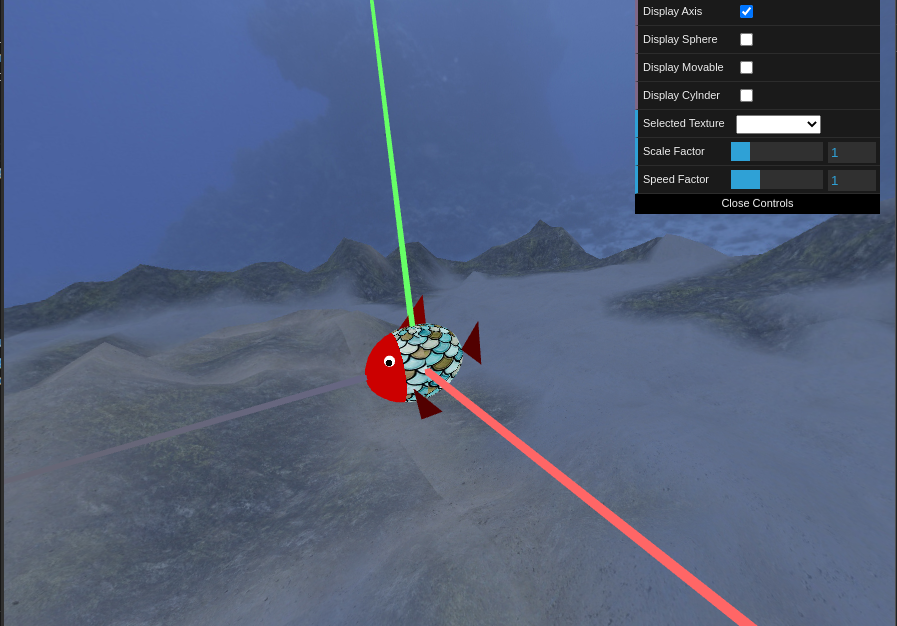 Display Axis
Display Sphere
Display Movable
Display Cylnder
Selected Texture
Scale Factor 1
Speed Factor 1
Close Controls